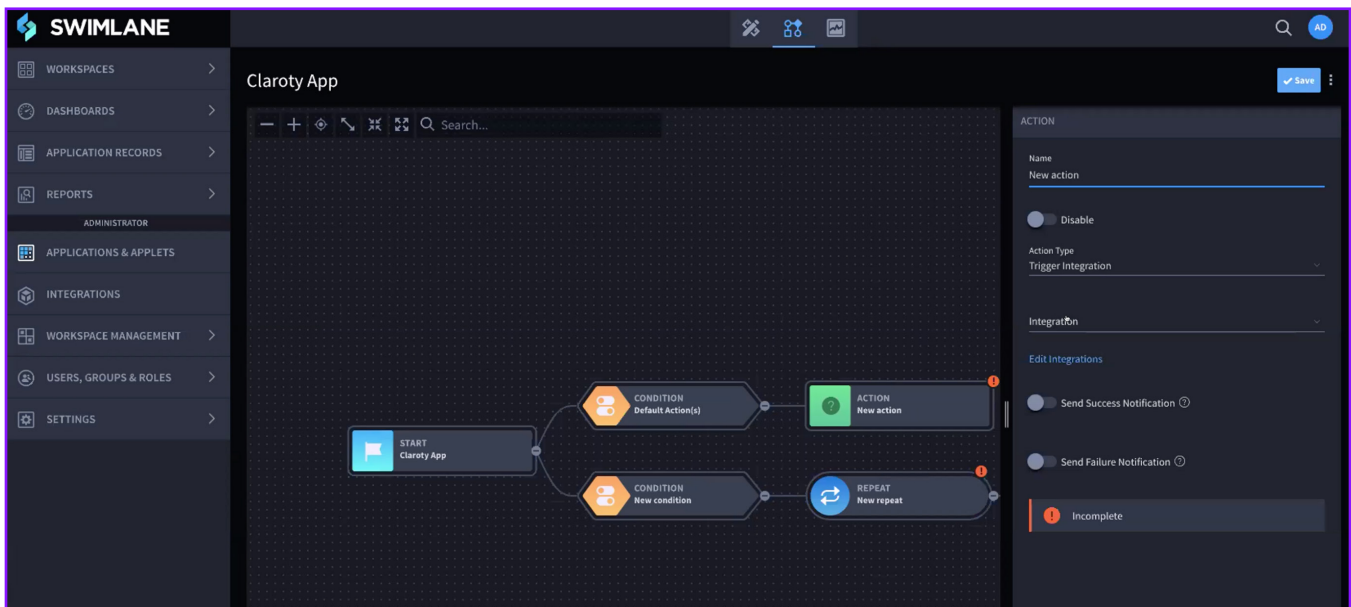 SWIMLANE
AD
WORKSPACES
DASHBOARDS
APPLICATION RECORDS
REPORTS
ADMINISTRATOR
APPLICATIONS & APPLETS
INTEGRATIONS
WORKSPACE MANAGEMENT
USERS, GROUPS & ROLES
SETTINGS
Claroty App
Save
Search...
START
Claroty App
CONDITION
Default Action(s)
ACTION
New action
CONDITION
New condition
REPEAT
New repeat
ACTION
Name
New action
Disable
Action Type
Trigger Integration
Integration
Edit Integrations
Send Success Notification
Send Failure Notification
Incomplete